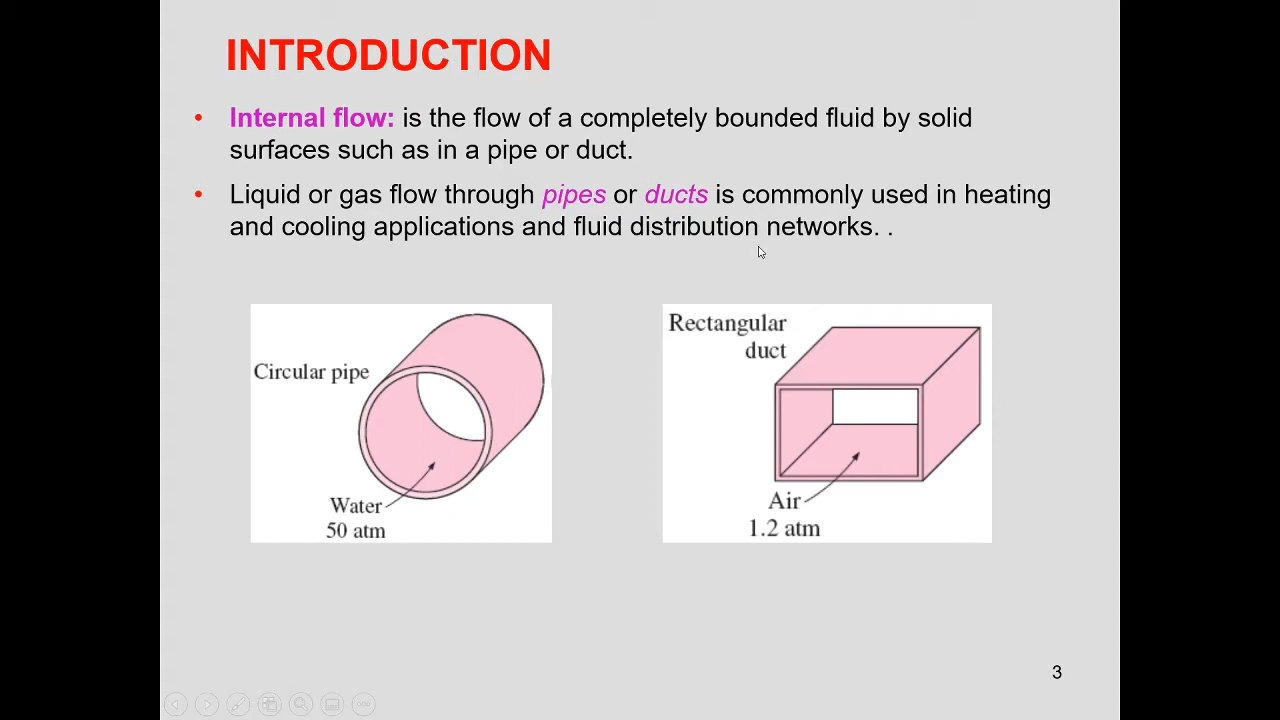 INTRODUCTION
• Internal flow: is the flow of a completely bounded fluid by solid
surfaces such as in a pipe or duct.
• Liquid or gas flow through pipes or ducts is commonly used in heating
and cooling applications and fluid distribution networks. .
Circular pipe
Water
50 atm
Rectangular
duct
Air
1.2 atm
3